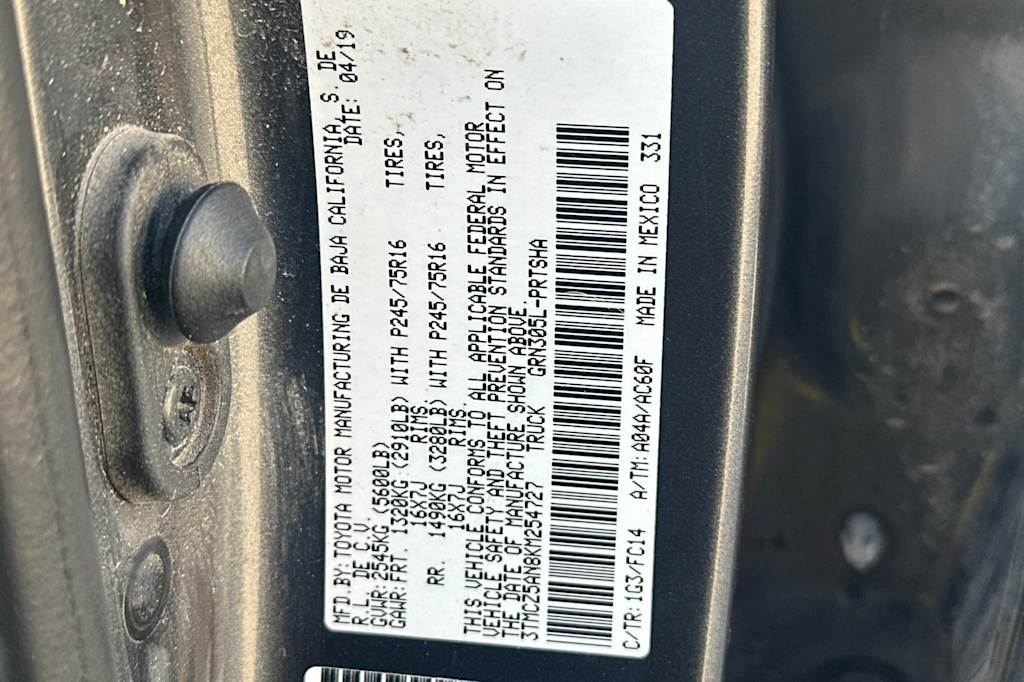 MFD.BY:TOYOTA MOTOR MANUFACTURING DE BAJA CALIFORNIA, S. DE
R.L. DE C.V. DATE: 04/19
GVWR:2545KG (5600LB)
GAWR:FRT. 1320KG (2910LB) WITH P245/75R16 TIRES,
16X7J RIMS,
RR. 1490KG (3280LB) WITH P245/75R16 TIRES,
16X7J RIMS.
THIS VEHICLE CONFORMS TO ALL APPLICABLE FEDERAL MOTOR
VEHICLE SAFETY AND THEFT PREVENTION STANDARDS IN EFFECT ON
THE DATE OF MANUFACTURE SHOWN ABOVE.
3TMCZ5AN8KM254727 TRUCK GRN305L-PRTSHA
C/TR:1G3/FC14 A/TM:A04A/AC60F MADE IN MEXICO 331